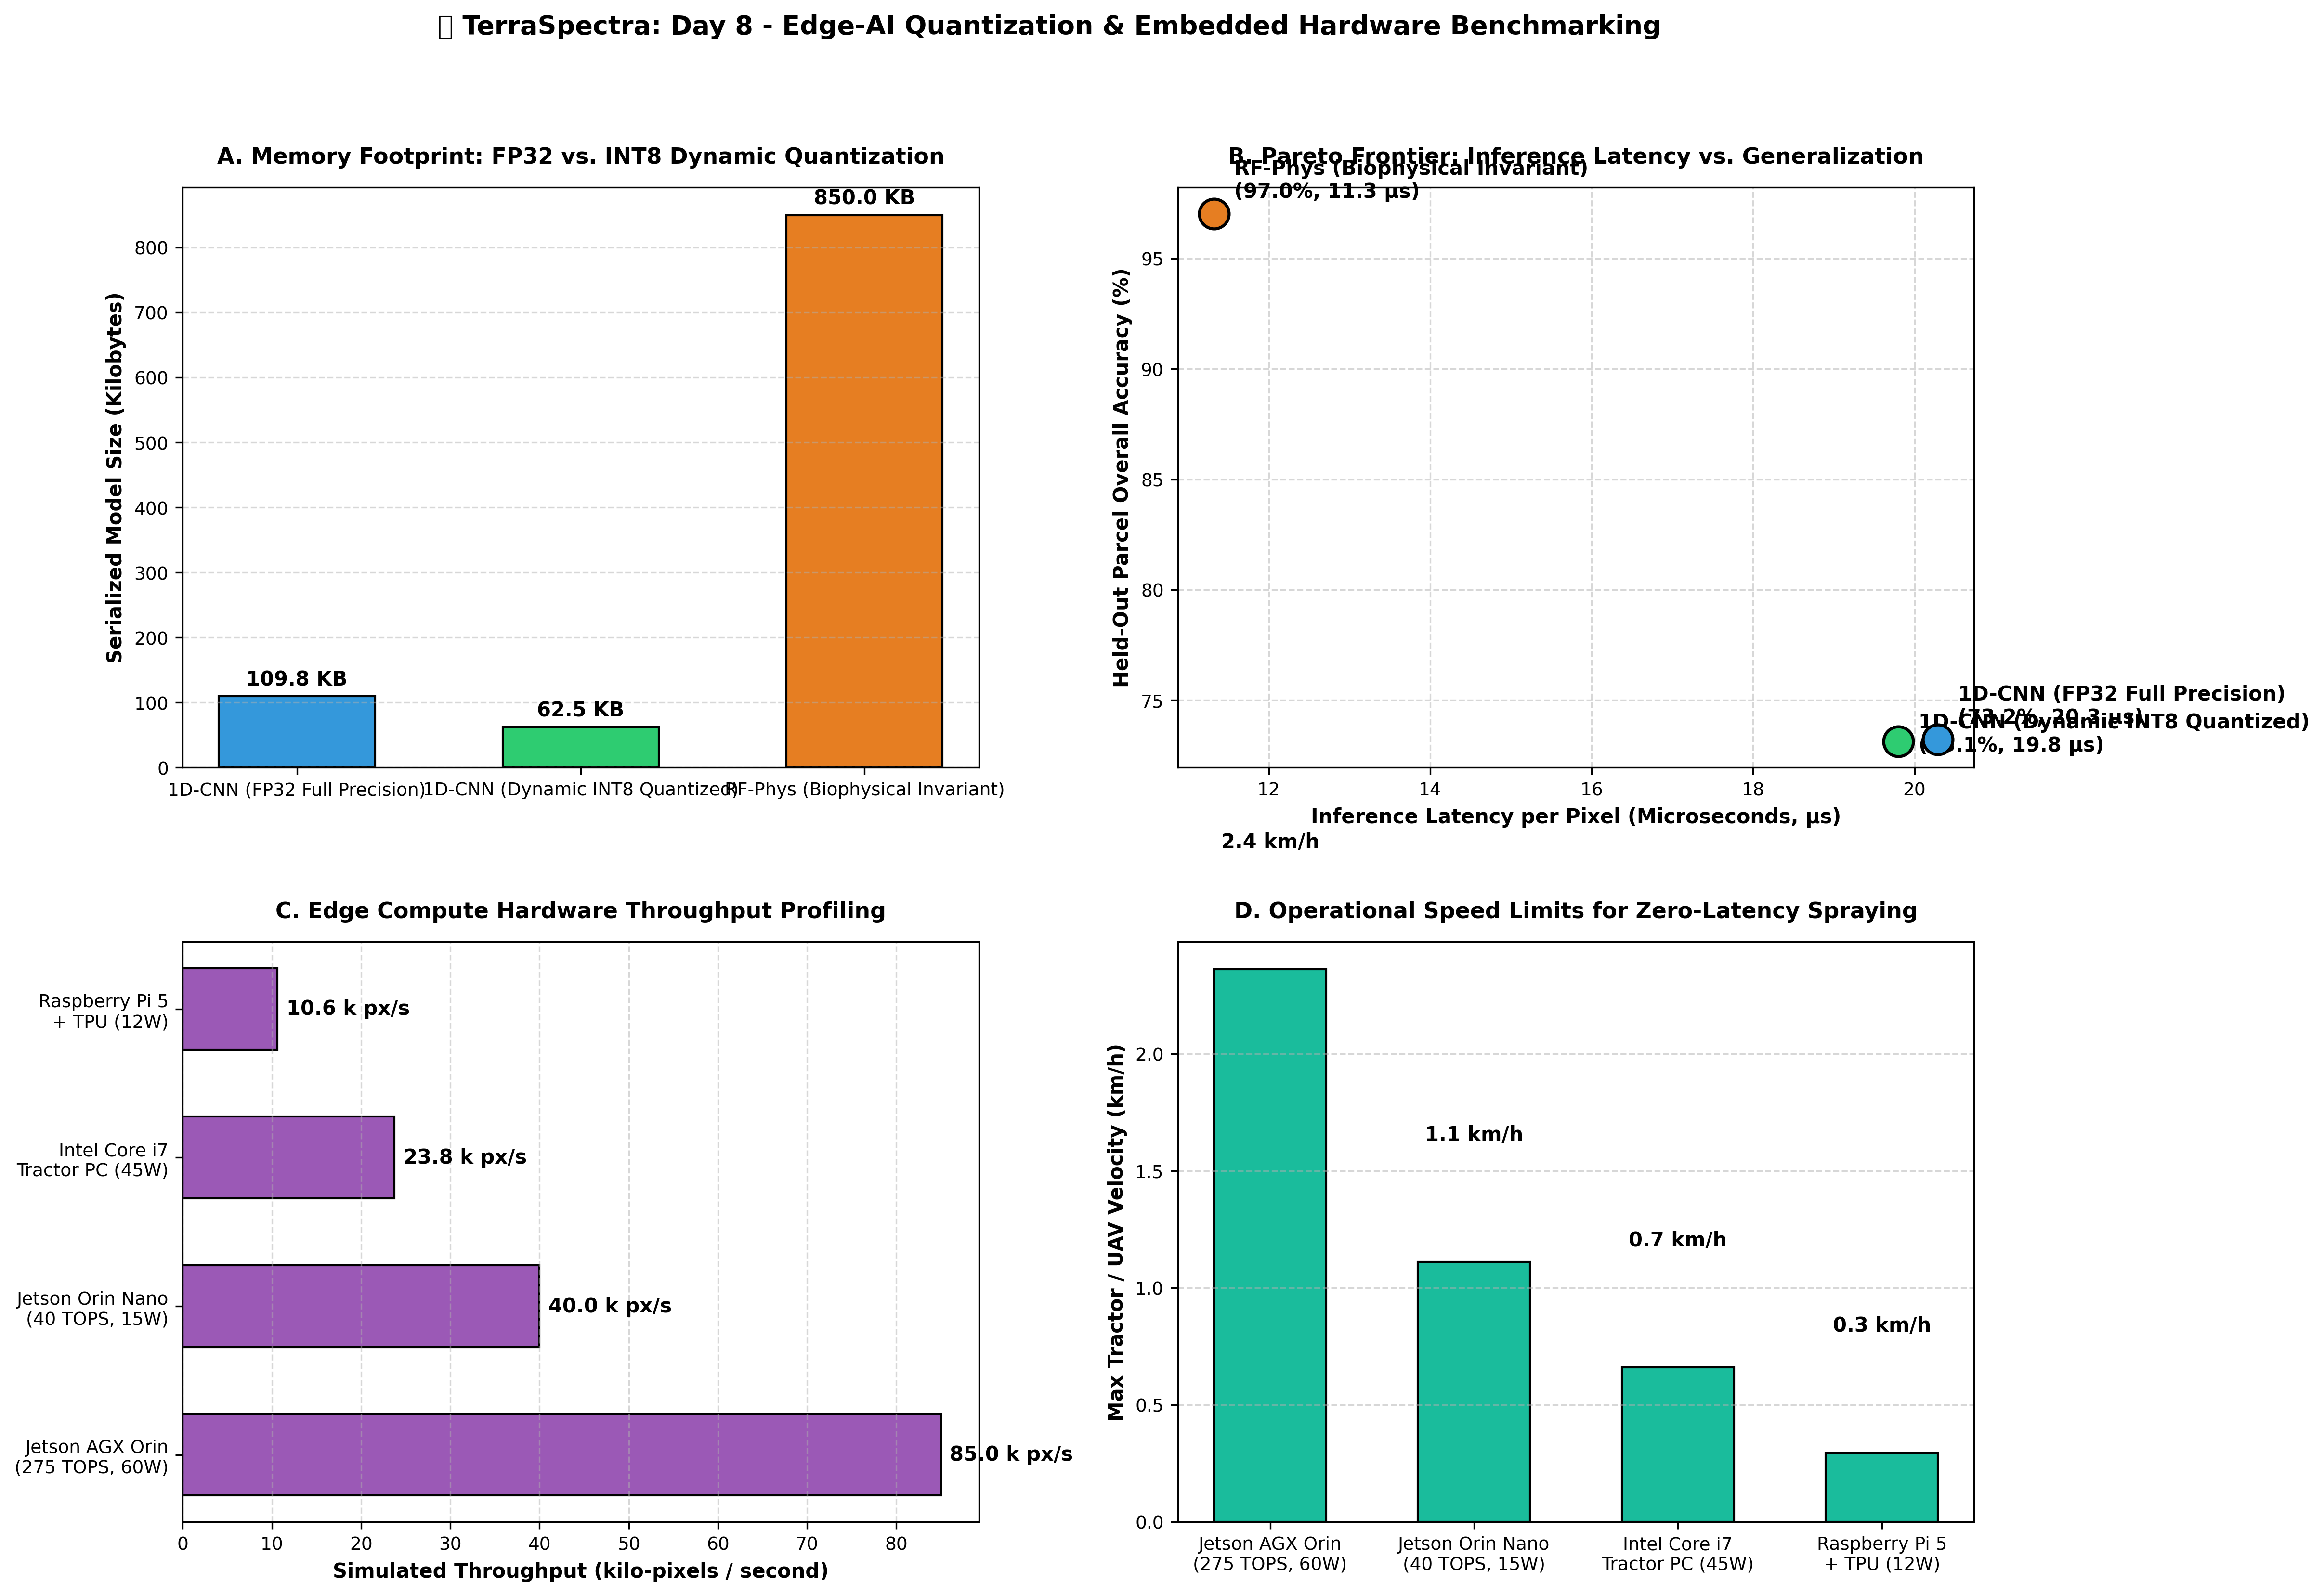 TerraSpectra: Day 8 - Edge-AI Quantization & Embedded Hardware Benchmarking
A. Memory Footprint: FP32 vs. INT8 Dynamic Quantization
Serialized Model Size (Kilobytes)
800
700
600
500
400
300
200
100
0
109.8 KB
62.5 KB
850.0 KB
1D-CNN (FP32 Full Precision)
1D-CNN (Dynamic INT8 Quantized)
RF-Phys (Biophysical Invariant)
B. Pareto Frontier: Inference Latency vs. Generalization
RF-Phys (Biophysical Invariant)
(97.0%, 11.3 µs)
Held-Out Parcel Overall Accuracy (%)
95
90
85
80
75
1D-CNN (FP32 Full Precision)
(73.2%, 20.3 µs)
1D-CNN (Dynamic INT8 Quantized)
19.8 µs)
12
14
16
18
20
Inference Latency per Pixel (Microseconds, µs)
C. Edge Compute Hardware Throughput Profiling
Raspberry Pi 5
+ TPU (12W)
10.6 k px/s
Intel Core i7
Tractor PC (45W)
23.8 k px/s
Jetson Orin Nano
(40 TOPS, 15W)
40.0 k px/s
Jetson AGX Orin
(275 TOPS, 60W)
85.0 k px/s
0
10
20
30
40
50
60
70
80
Simulated Throughput (kilo-pixels / second)
2.4 km/h
D. Operational Speed Limits for Zero-Latency Spraying
Max Tractor / UAV Velocity (km/h)
2.0
1.5
1.0
0.5
0.0
1.1 km/h
0.7 km/h
0.3 km/h
Jetson AGX Orin
(275 TOPS, 60W)
Jetson Orin Nano
(40 TOPS, 15W)
Intel Core i7
Tractor PC (45W)
Raspberry Pi 5
+ TPU (12W)